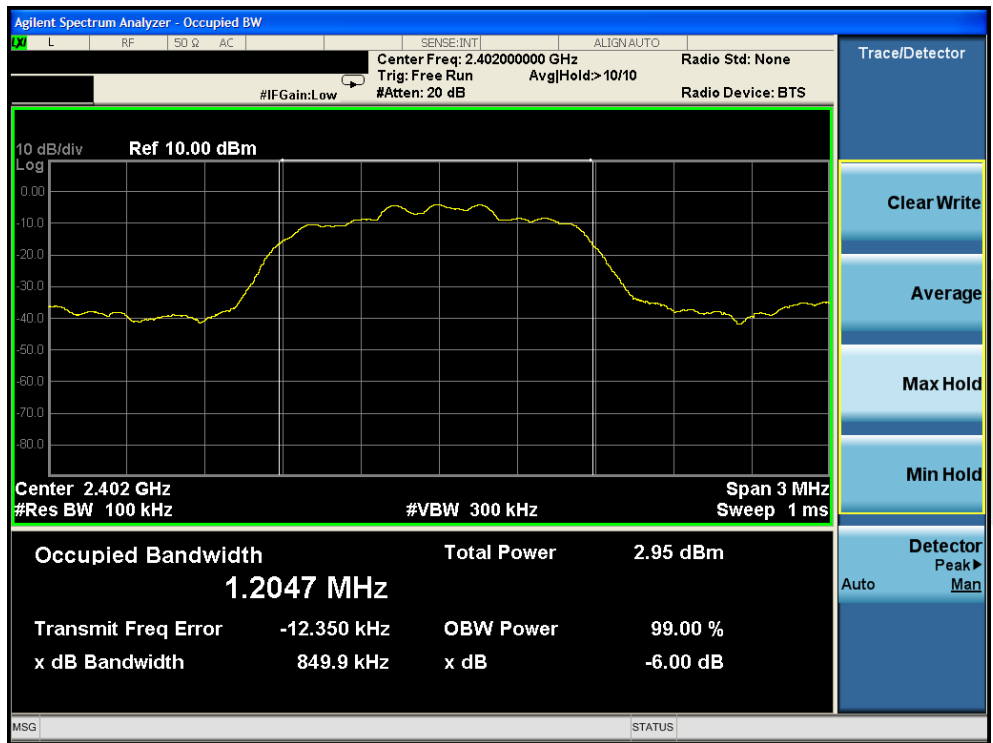 Agilent Spectrum Analyzer - Occupied BW
LXI L RF 50 Ω AC SENSE:INT ALIGN AUTO
Center Freq: 2.402000000 GHz Radio Std: None
Trig: Free Run Avg|Hold:>10/10
#IFGain:Low #Atten: 20 dB Radio Device: BTS
10 dB/div Ref 10.00 dBm
Log
0.00
-10.0
-20.0
-30.0
-40.0
-50.0
-60.0
-70.0
-80.0
Center 2.402 GHz Span 3 MHz
#Res BW 100 kHz #VBW 300 kHz Sweep 1 ms
Occupied Bandwidth Total Power 2.95 dBm
1.2047 MHz
Transmit Freq Error -12.350 kHz OBW Power 99.00 %
x dB Bandwidth 849.9 kHz x dB -6.00 dB
MSG STATUS
Trace/Detector
Clear Write
Average
Max Hold
Min Hold
Detector
Peak▶
Auto Man